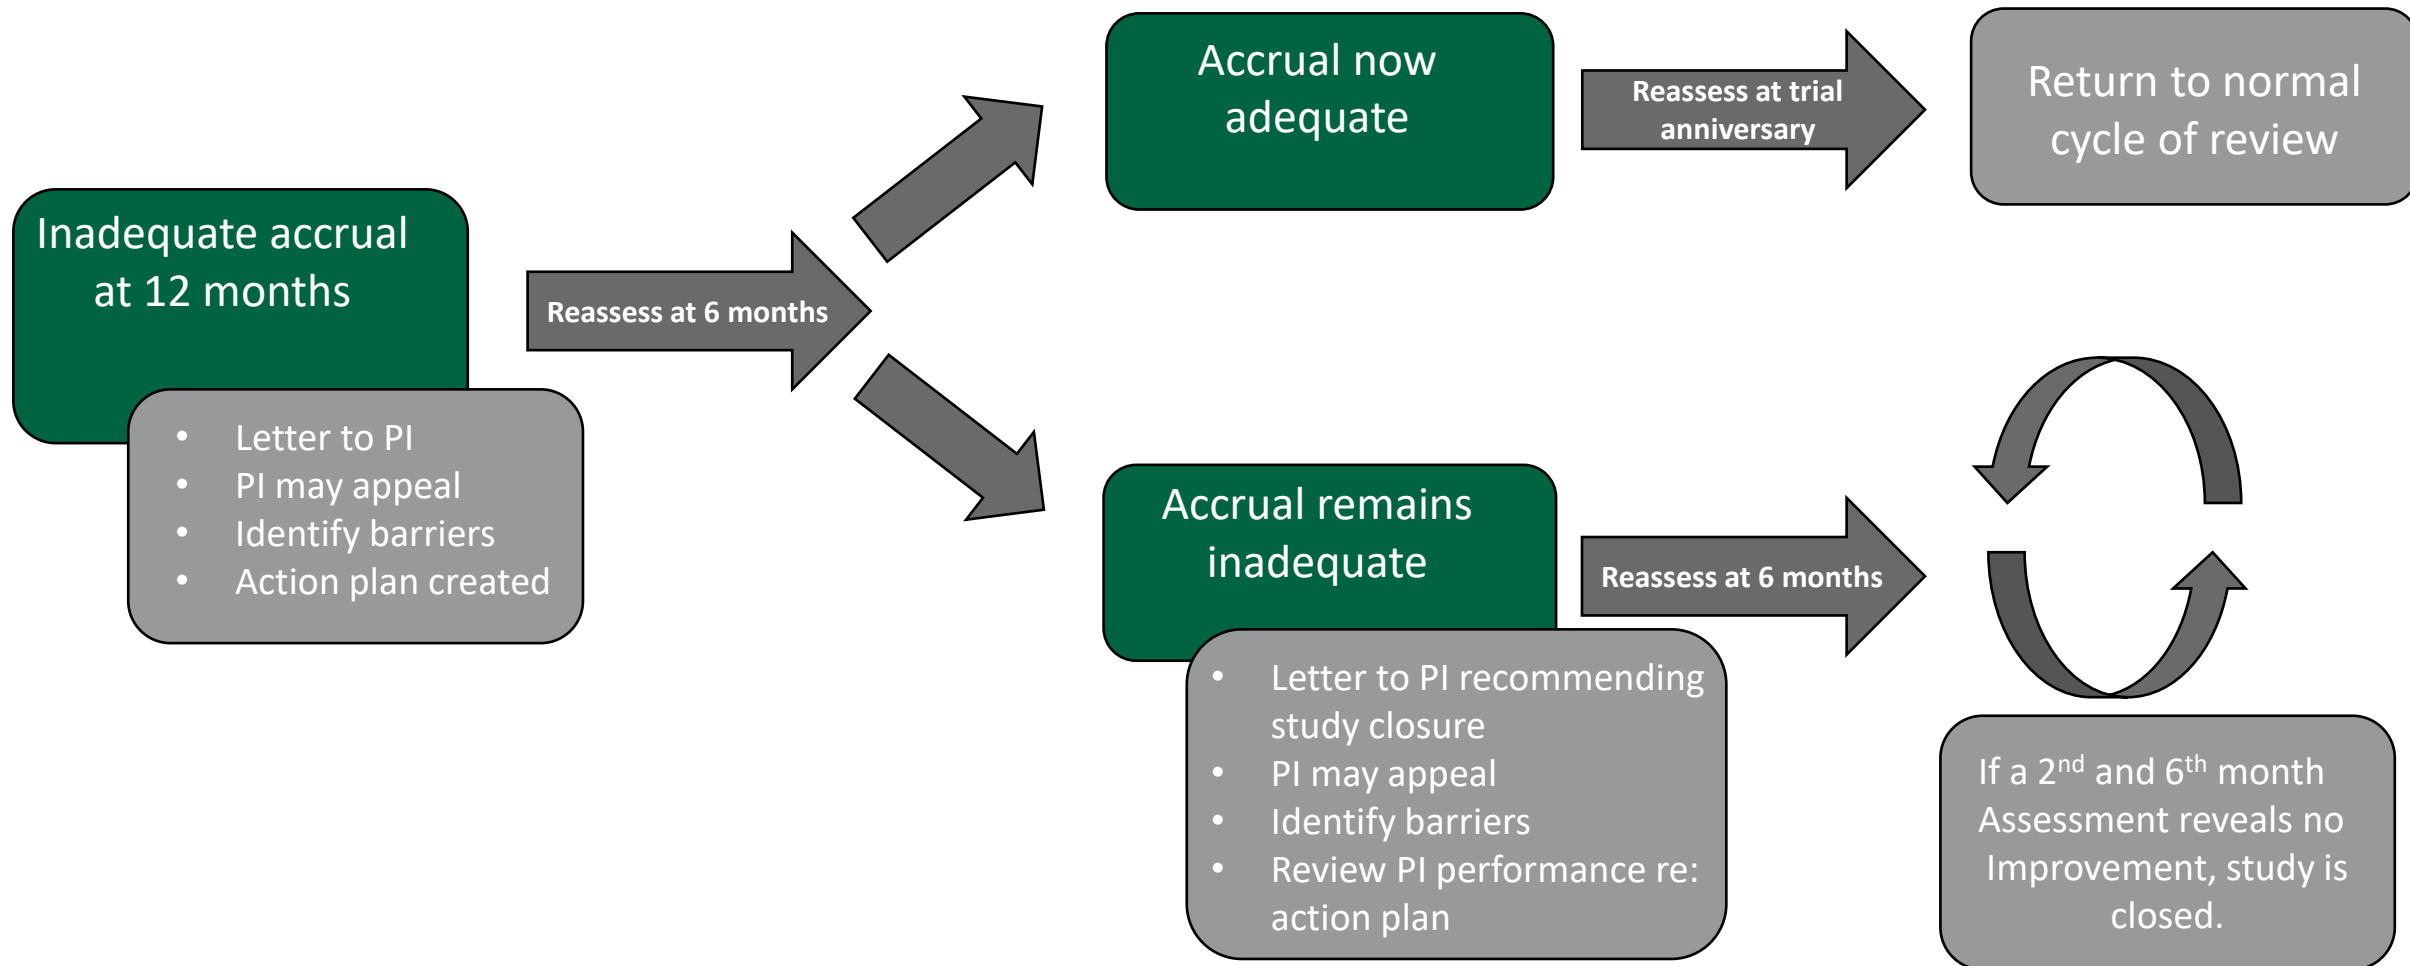 Inadequate accrual
at 12 months
• Letter to PI
• PI may appeal
• Identify barriers
• Action plan created
Reassess at 6 months
Accrual now
adequate
Reassess at trial
anniversary
Return to normal
cycle of review
Accrual remains
inadequate
• Letter to PI recommending
study closure
• PI may appeal
• Identify barriers
• Review PI performance re:
action plan
Reassess at 6 months
If a 2nd and 6th month
Assessment reveals no
Improvement, study is
closed.